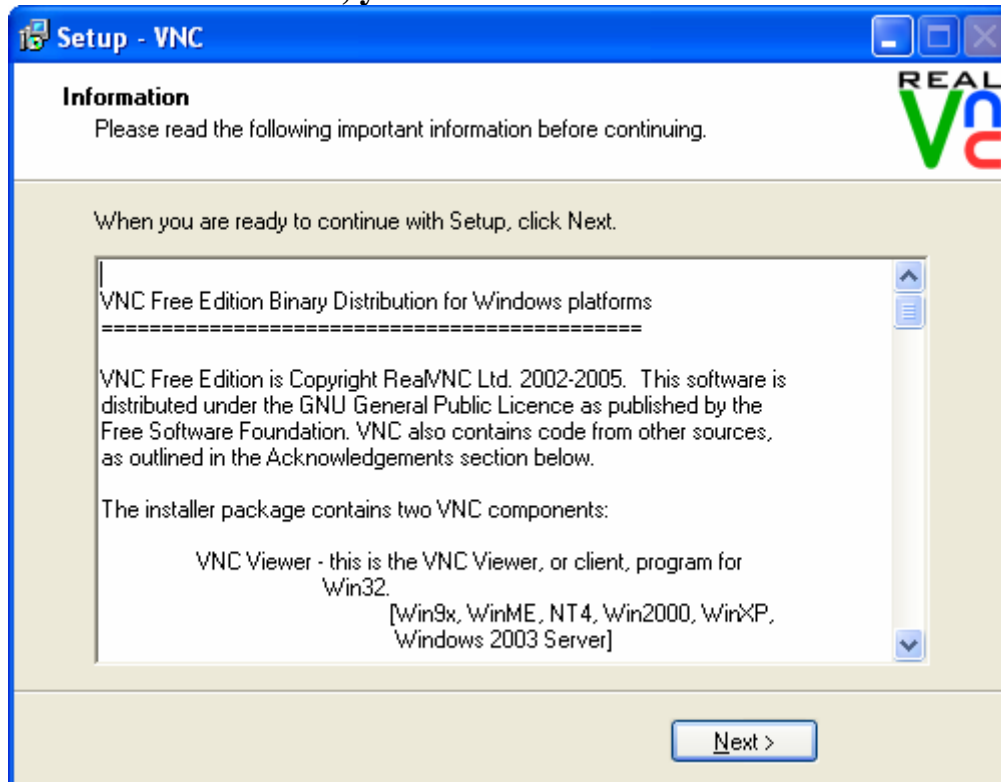 Setup - VNC
REAL
VNC
Information
Please read the following important information before continuing.
When you are ready to continue with Setup, click Next.
VNC Free Edition Binary Distribution for Windows platforms
=============================================
VNC Free Edition is Copyright RealVNC Ltd. 2002-2005.  This software is
distributed under the GNU General Public Licence as published by the
Free Software Foundation. VNC also contains code from other sources,
as outlined in the Acknowledgements section below.
The installer package contains two VNC components:
VNC Viewer - this is the VNC Viewer, or client, program for
Win32.
[Win9x, WinME, NT4, Win2000, WinXP,
Windows 2003 Server]
Next >